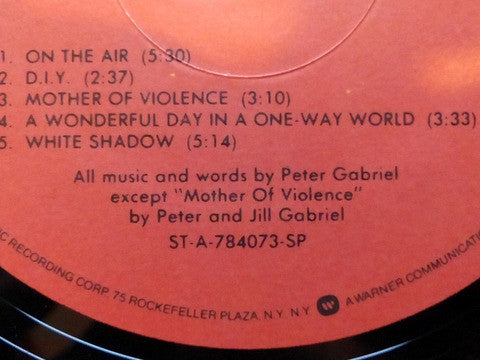 1. ON THE AIR (5:30)
2. D.I.Y. (2:37)
3 MOTHER OF VIOLENCE (3:10)
4 A WONDERFUL DAY IN A ONE-WAY WORLD (3:33)
5. WHITE SHADOW (5:14)
All music and words by Peter Gabriel
except "Mother Of Violence"
by Peter and Jill Gabriel
ST-A-784073-SP
RECORDING CORP. 75 ROCKEFELLER PLAZA, N.Y. N.Y. A WARNER COMMUNICATION